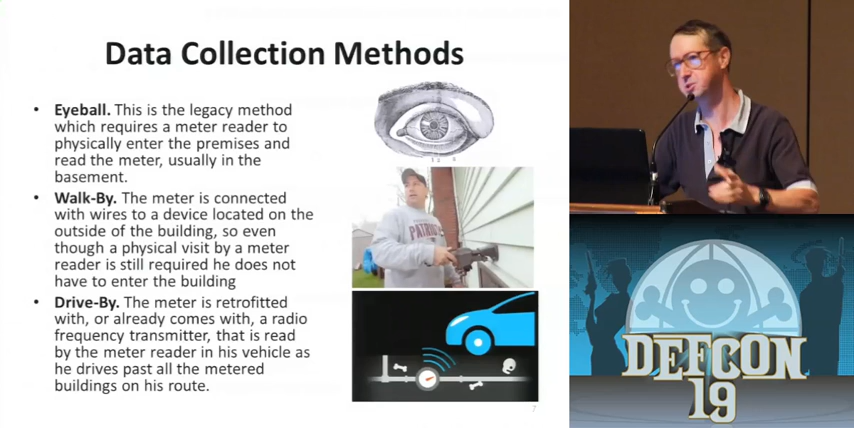 Data Collection Methods
• Eyeball. This is the legacy method
which requires a meter reader to
physically enter the premises and
read the meter, usually in the
basement.
• Walk-By. The meter is connected
with wires to a device located on the
outside of the building, so even
though a physical visit by a meter
reader is still required he does not
have to enter the building
• Drive-By. The meter is retrofitted
with, or already comes with, a radio
frequency transmitter, that is read
by the meter reader in his vehicle as
he drives past all the metered
buildings on his route.
PATRIOTS
7
DEFCON
19